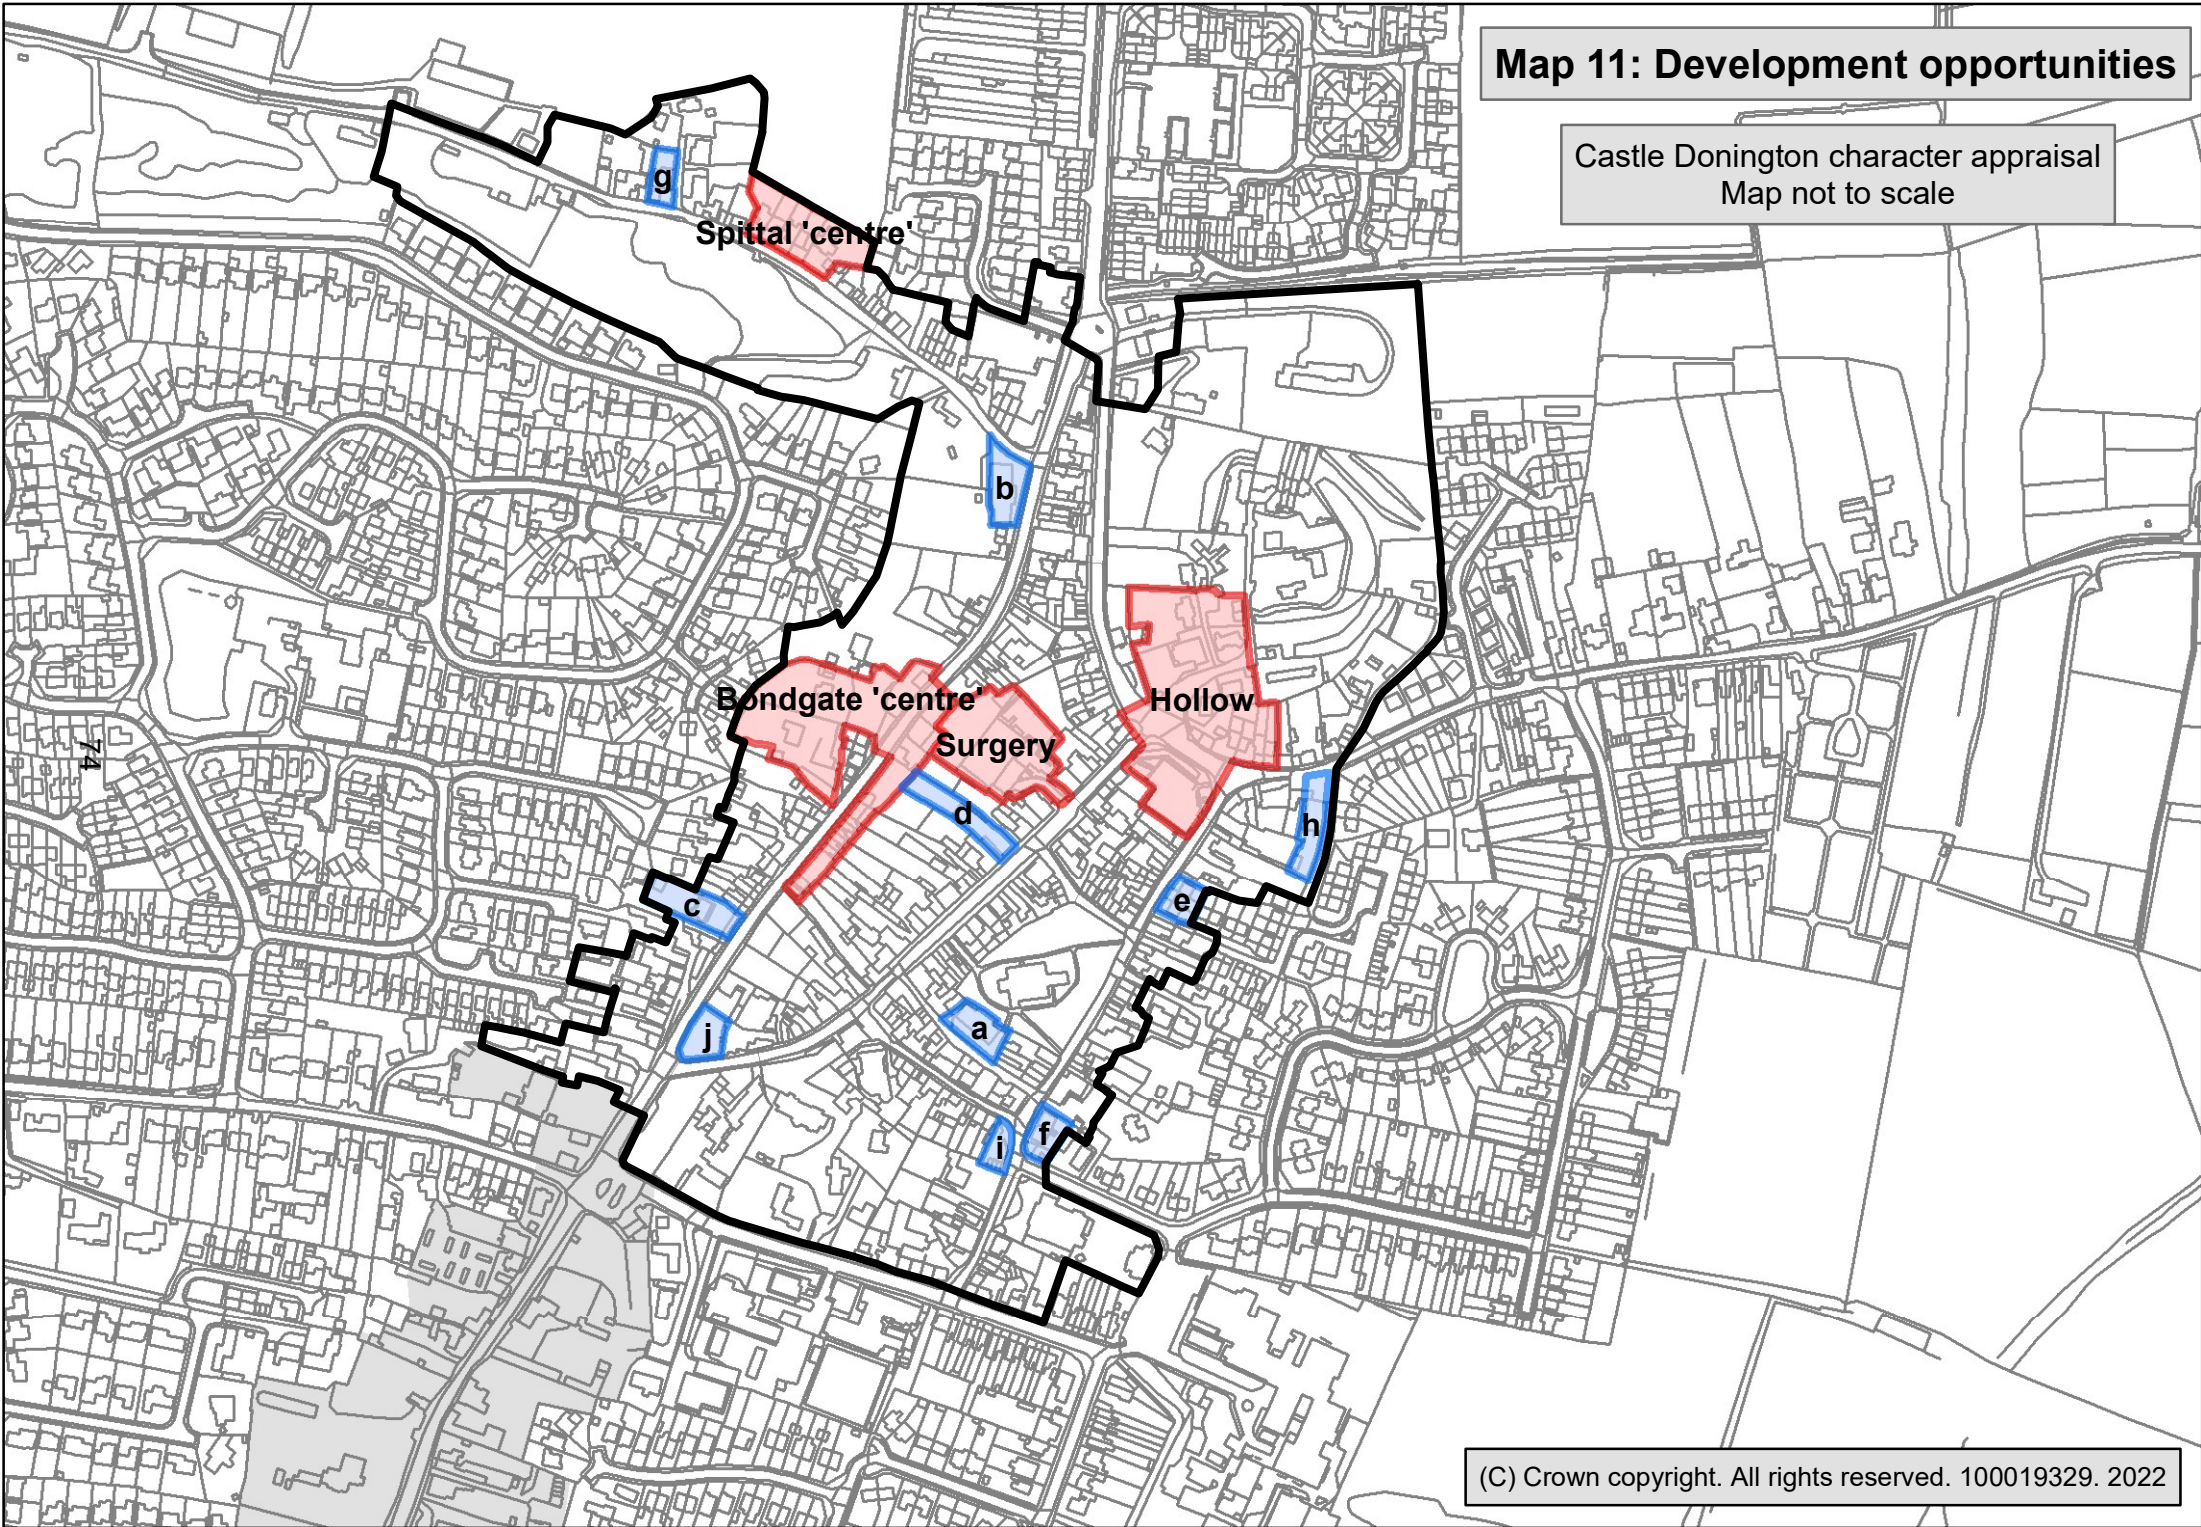 Map 11: Development opportunities
Castle Donington character appraisal
Map not to scale
g
Spittal 'centre'
b
Bondgate 'centre'
Hollow
Surgery
74
d
h
c
e
j
a
i
f
(C) Crown copyright. All rights reserved. 100019329. 2022